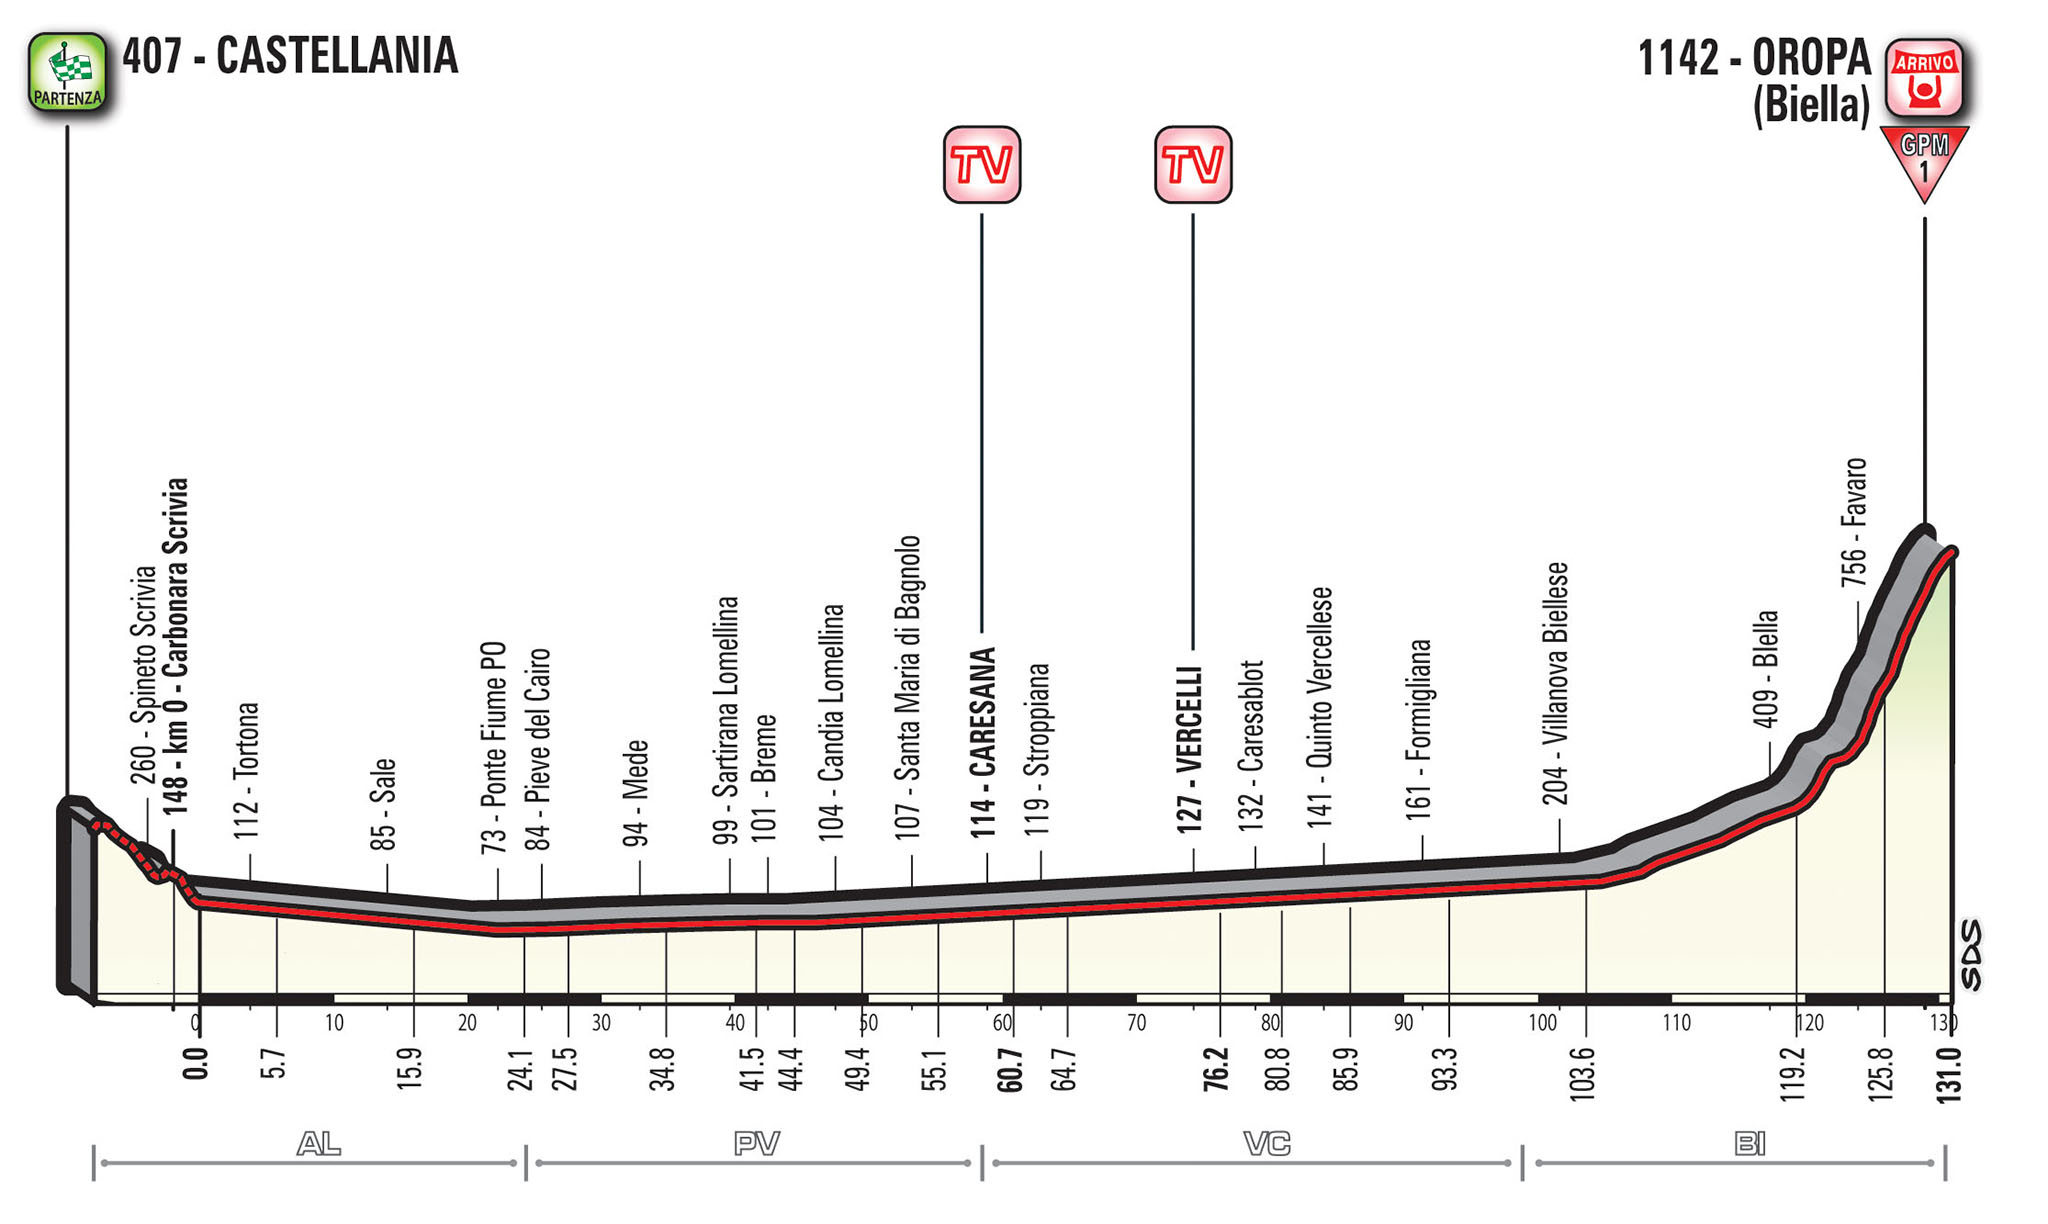 407 - CASTELLANIA
PARTENZA
1142 - OROPA
(Biella)
ARRIVO
GPM
1
TV
TV
260 - Spineto Scrivia
148 - km 0 - Carbonara Scrivia
112 - Tortona
85 - Sale
73 - Ponte Fiume PO
84 - Pieve del Cairo
94 - Mede
99 - Sartirana Lomellina
101 - Breme
104 - Candia Lomellina
107 - Santa Maria di Bagnolo
114 - CARESANA
119 - Stroppiana
127 - VERCELLI
132 - Caresablot
141 - Quinto Vercellese
161 - Formigliana
204 - Villanova Biellese
409 - BIella
756 - Favaro
SDS
0 10 20 30 40 50 60 70 80 90 100 110 120 130
0.0 5.7 15.9 24.1 27.5 34.8 41.5 44.4 49.4 55.1 60.7 64.7 76.2 80.8 85.9 93.3 103.6 119.2 125.8 131.0
AL PV VC BI